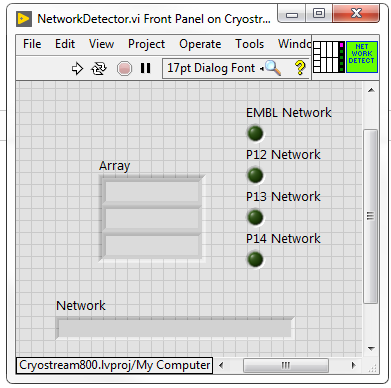 NetworkDetector.vi Front Panel on Cryostr...
File Edit View Project Operate Tools Windo
17pt Dialog Font
NET
WORK
DETECT
EMBL Network
P12 Network
Array
P13 Network
P14 Network
Network
Cryostream800.lvproj/My Computer